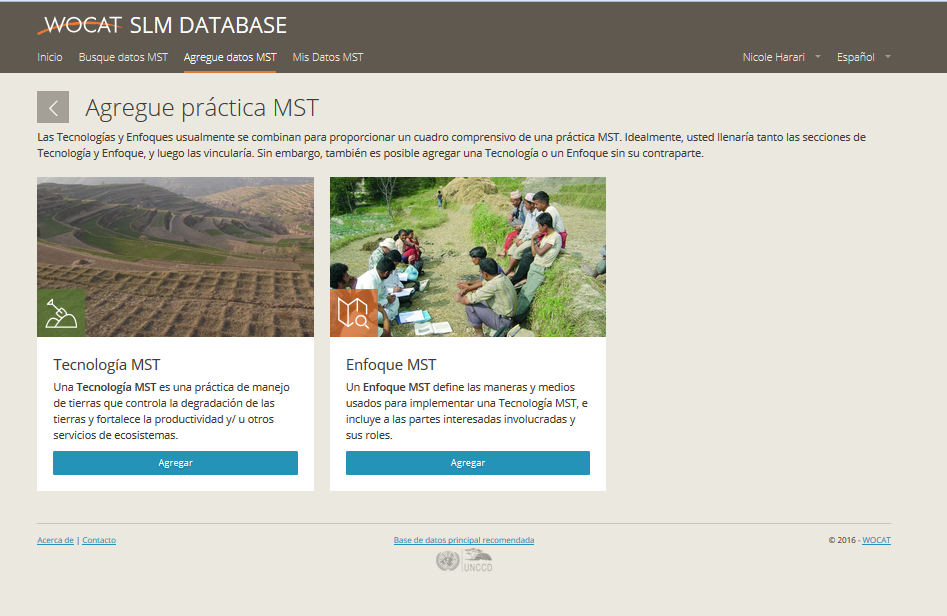 WOCAT SLM DATABASE
Inicio Busque datos MST Agregue datos MST Mis Datos MST Nicole Harari Español
Agregue práctica MST
Las Tecnologías y Enfoques usualmente se combinan para proporcionar un cuadro comprensivo de una práctica MST. Idealmente, usted llenaría tanto las secciones de
Tecnología y Enfoque, y luego las vincularía. Sin embargo, también es posible agregar una Tecnología o un Enfoque sin su contraparte.
Tecnología MST
Una Tecnología MST es una práctica de manejo
de tierras que controla la degradación de las
tierras y fortalece la productividad y/ u otros
servicios de ecosistemas.
Agregar
Enfoque MST
Un Enfoque MST define las maneras y medios
usados para implementar una Tecnología MST, e
incluye a las partes interesadas involucradas y
sus roles.
Agregar
Acerca de | Contacto
Base de datos principal recomendada
UNCCD
© 2016 - WOCAT